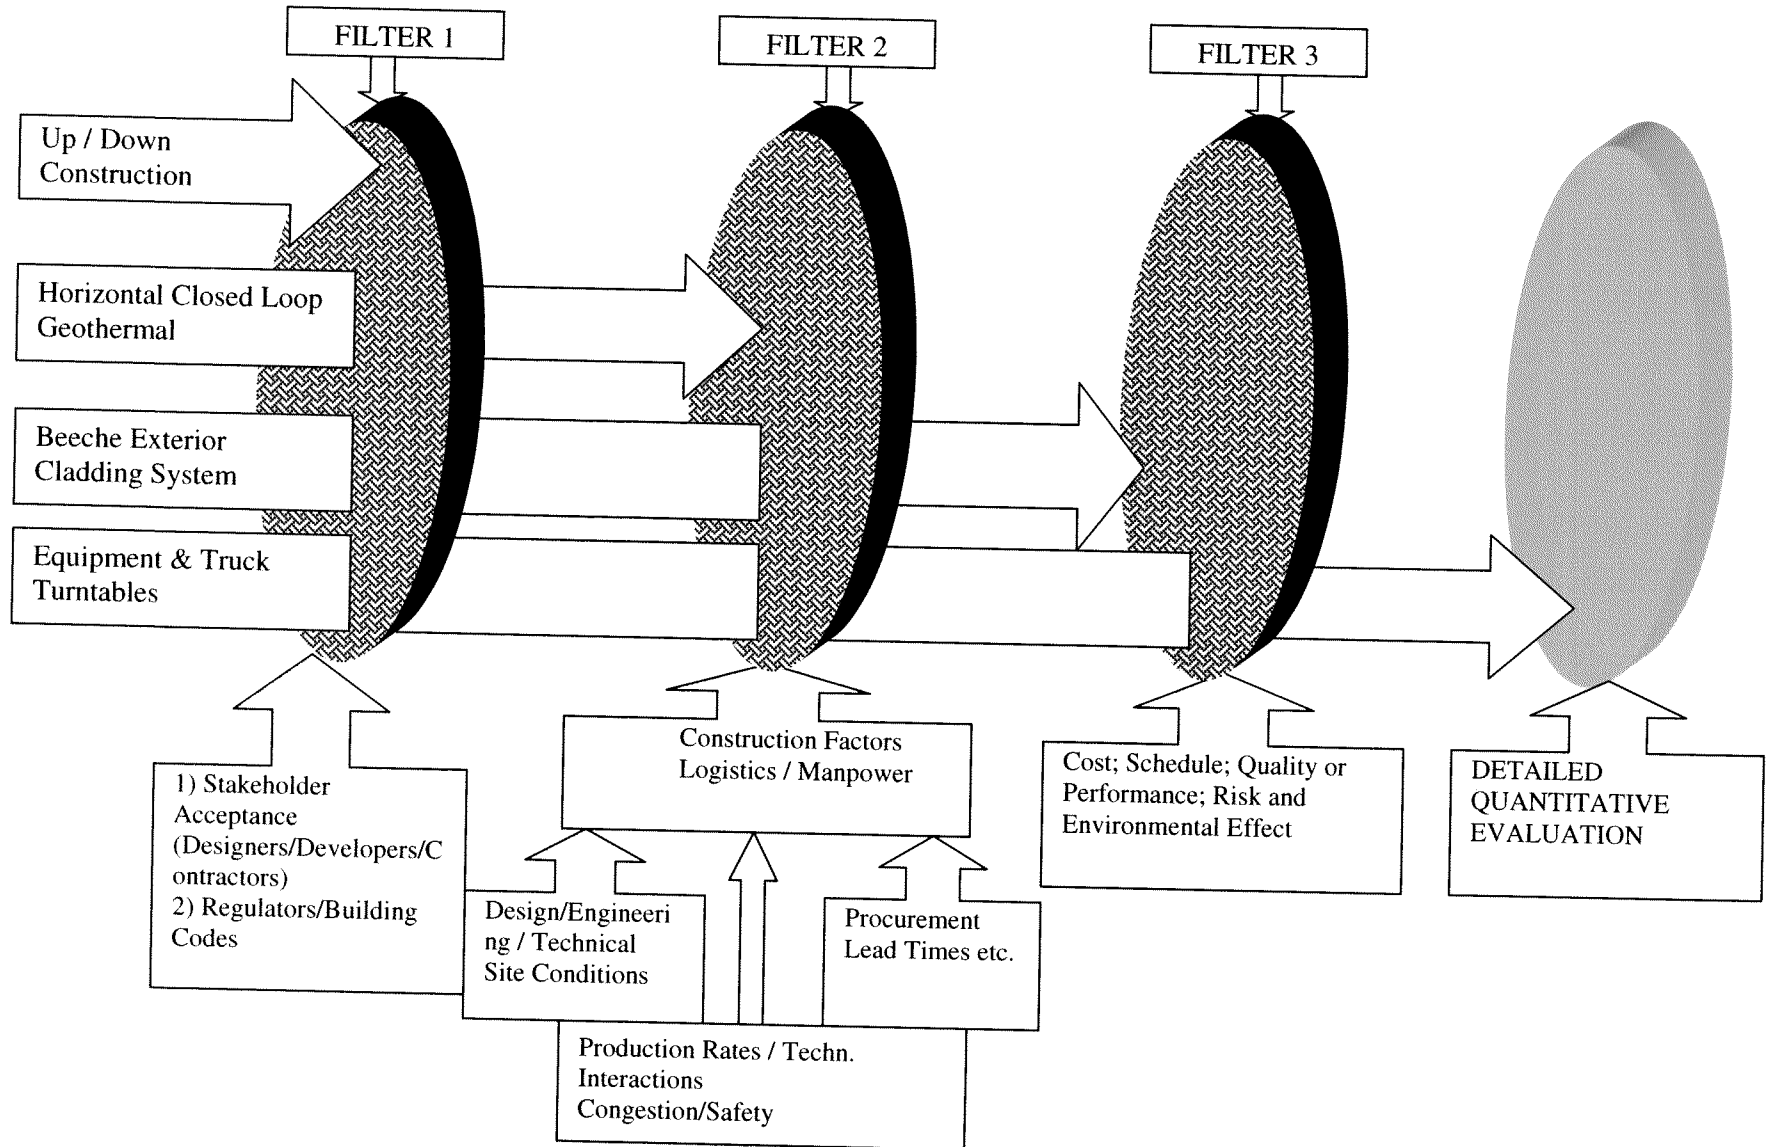 FILTER 1
FILTER 2
FILTER 3
Up / Down
Construction
Horizontal Closed Loop
Geothermal
Beeche Exterior
Cladding System
Equipment & Truck
Turntables
1) Stakeholder
Acceptance
(Designers/Developers/C
ontractors)
2) Regulators/Building
Codes
Construction Factors
Logistics / Manpower
Design/Engineeri
ng / Technical
Site Conditions
Procurement
Lead Times etc.
Production Rates / Techn.
Interactions
Congestion/Safety
Cost; Schedule; Quality or
Performance; Risk and
Environmental Effect
DETAILED
QUANTITATIVE
EVALUATION